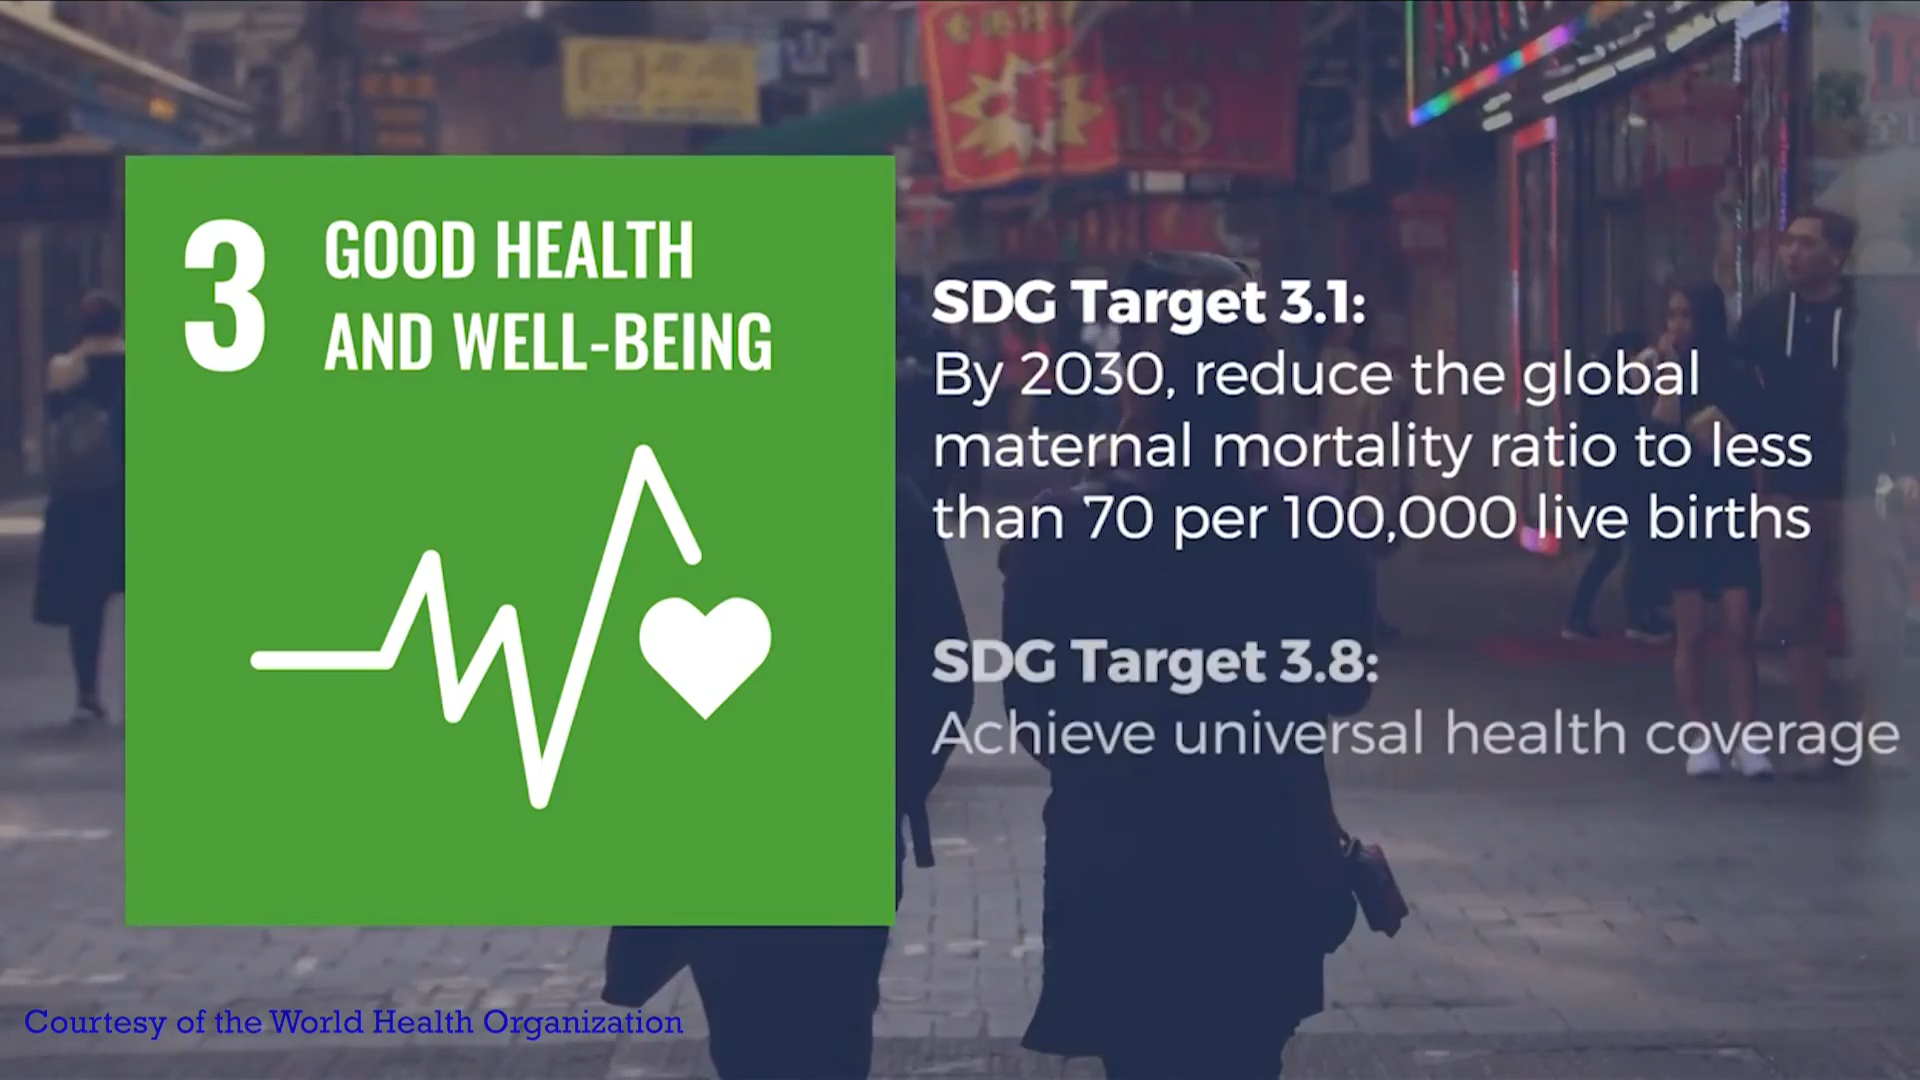 3
GOOD HEALTH
AND WELL-BEING
18
SDG Target 3.1:
By 2030, reduce the global
maternal mortality ratio to less
than 70 per 100,000 live births
SDG Target 3.8:
Achieve universal health coverage
Courtesy of the World Health Organization